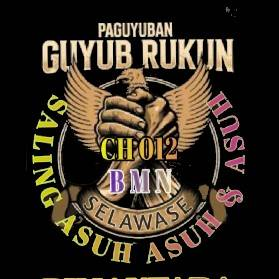 PAGUYUBAN
GUYUB RUKUN
SALING ASUH ASUH & ASUH
CH 012
BMN
SELAWASE